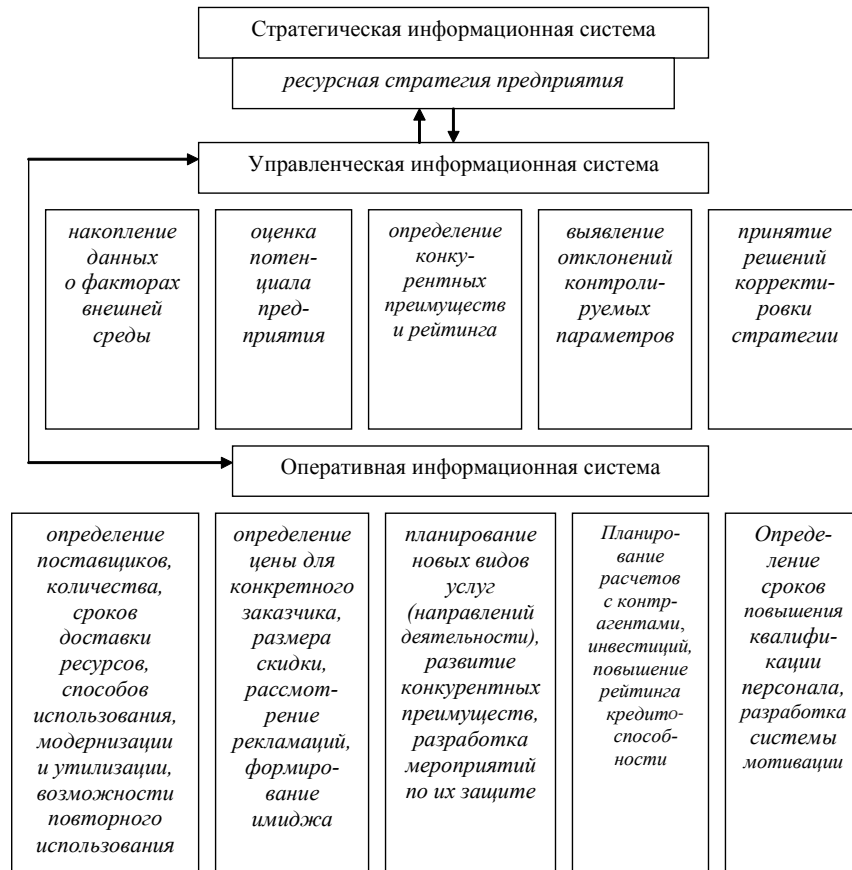 Стратегическая информационная система
ресурсная стратегия предприятия
Управленческая информационная система
накопление
данных
о факторах
внешней
среды
оценка
потен-
циала
пред-
приятия
определение
конку-
рентных
преимуществ
и рейтинга
выявление
отклонений
контроли-
руемых
параметров
принятие
решений
корректи-
ровки
стратегии
Оперативная информационная система
определение
поставщиков,
количества,
сроков
доставки
ресурсов,
способов
использования,
модернизации
и утилизации,
возможности
повторного
использования
определение
цены для
конкретного
заказчика,
размера
скидки,
рассмот-
рение
рекламаций,
формиро-
вание
имиджа
планирование
новых видов
услуг
(направлений
деятельности),
развитие
конкурентных
преимуществ,
разработка
мероприятий
по их защите
Планиро-
вание
расчетов
с контр-
агентами,
инвестиций,
повышение
рейтинга
кредито-
способ-
ности
Опреде-
ление
сроков
повышения
квалифи-
кации
персонала,
разработка
системы
мотивации